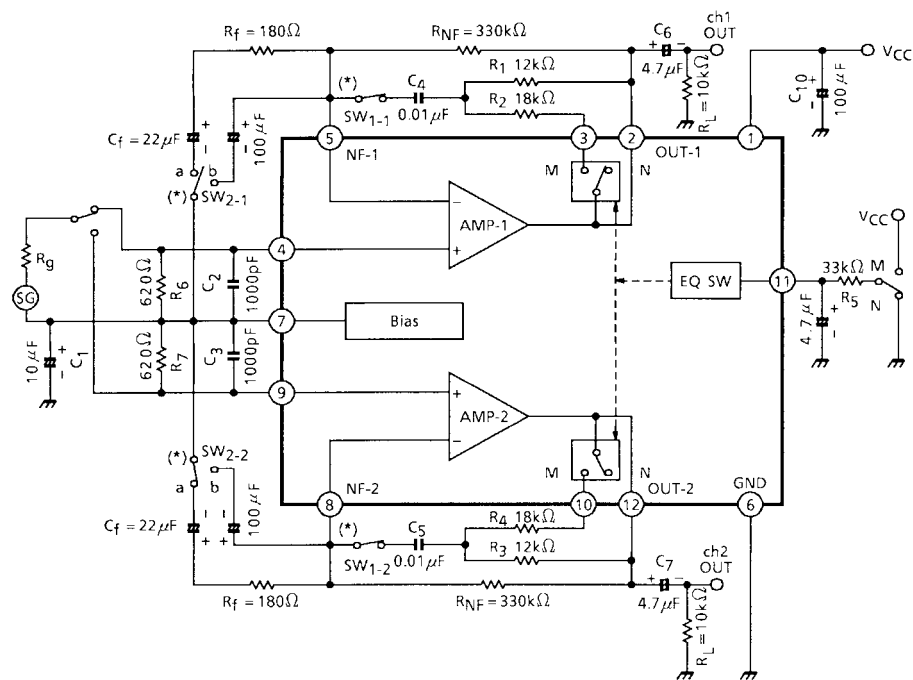 Rf = 180Ω
RNF = 330kΩ
C6
+ −
4.7μF
ch1
OUT
RL = 10kΩ
VCC
C10
+
−
100μF
R1 12kΩ
(*)
C4
SW1-1
0.01μF
R2 18kΩ
Cf = 22μF
+
−
+
−
100μF
5
NF-1
3
2
OUT-1
1
a
b
(*)
SW2-1
M
N
−
AMP-1
+
VCC
M
N
33kΩ
R5
Rg
SG
4
620Ω
R6
C2
1000pF
EQ SW
11
4.7μF
+
−
7
Bias
10μF
+
−
C1
620Ω
R7
C3
1000pF
9
+
AMP-2
−
(*)
SW2-2
a
b
M
N
8
NF-2
10
12
OUT-2
GND
6
Cf = 22μF
−
+
−
+
100μF
(*)
C5
SW1-2
0.01μF
R4 18kΩ
R3 12kΩ
Rf = 180Ω
RNF = 330kΩ
C7
+ −
4.7μF
ch2
OUT
RL = 10kΩ